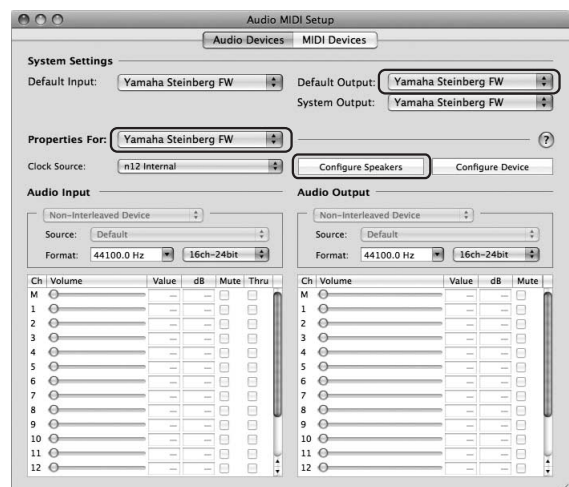 Audio MIDI Setup
Audio Devices MIDI Devices
System Settings
Default Input: Yamaha Steinberg FW Default Output: Yamaha Steinberg FW
System Output: Yamaha Steinberg FW
Properties For: Yamaha Steinberg FW ?
Clock Source: n12 Internal Configure Speakers Configure Device
Audio Input Audio Output
Non-Interleaved Device Non-Interleaved Device
Source: Default Source: Default
Format: 44100.0 Hz 16ch-24bit Format: 44100.0 Hz 16ch-24bit
Ch Volume Value dB Mute Thru Ch Volume Value dB Mute
M — — M — —
1 — — 1 — —
2 — — 2 — —
3 — — 3 — —
4 — — 4 — —
5 — — 5 — —
6 — — 6 — —
7 — — 7 — —
8 — — 8 — —
9 — — 9 — —
10 — — 10 — —
11 — — 11 — —
12 — — 12 — —